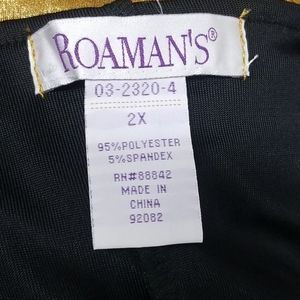 ROAMAN'S®
03-2320-4
2X
95%POLYESTER
5%SPANDEX
RN#88842
MADE IN
CHINA
92082